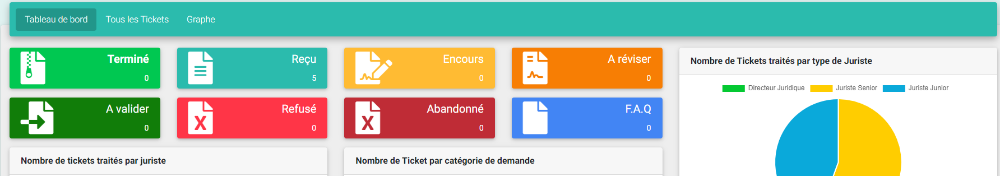 Tableau de bord
Tous les Tickets
Graphe
Terminé
0
Reçu
5
Encours
0
A réviser
0
A valider
0
Refusé
0
Abandonné
0
F.A.Q
0
Nombre de tickets traités par juriste
Nombre de Ticket par catégorie de demande
Nombre de Tickets traités par type de Juriste
Directeur Juridique
Juriste Senior
Juriste Junior